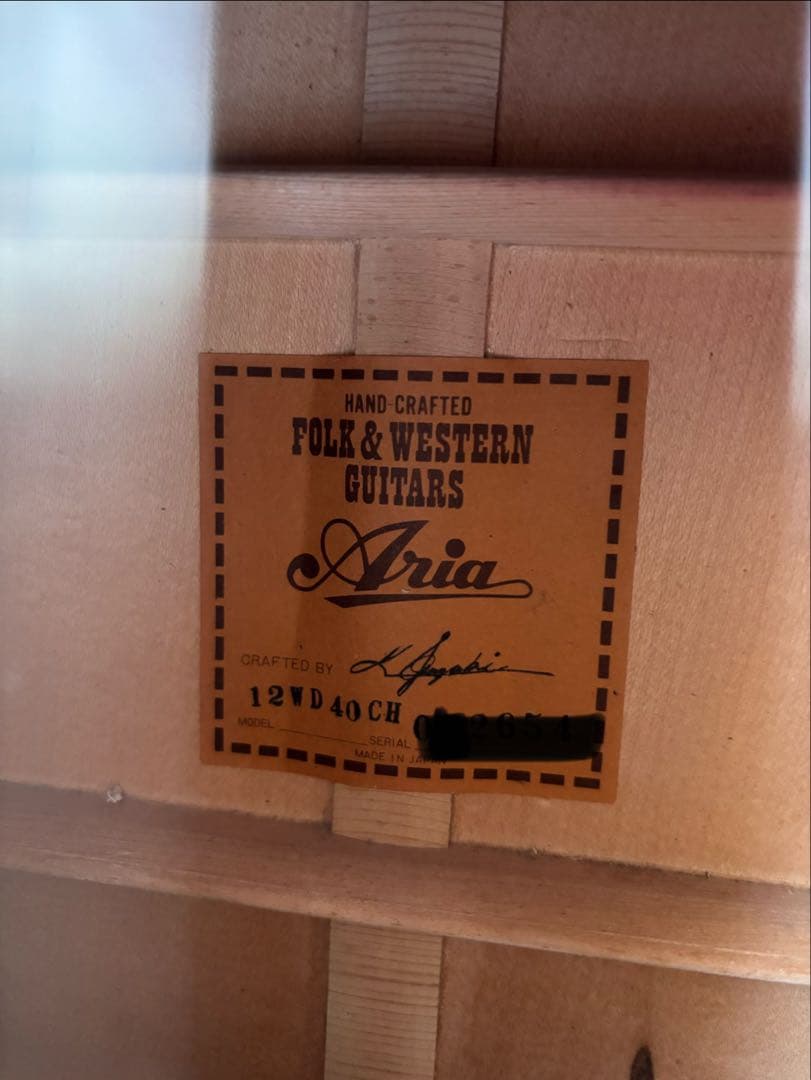 HAND-CRAFTED
FOLK & WESTERN
GUITARS
Aria
CRAFTED BY
12WD40CH
MODEL
SERIAL
MADE IN JAPAN